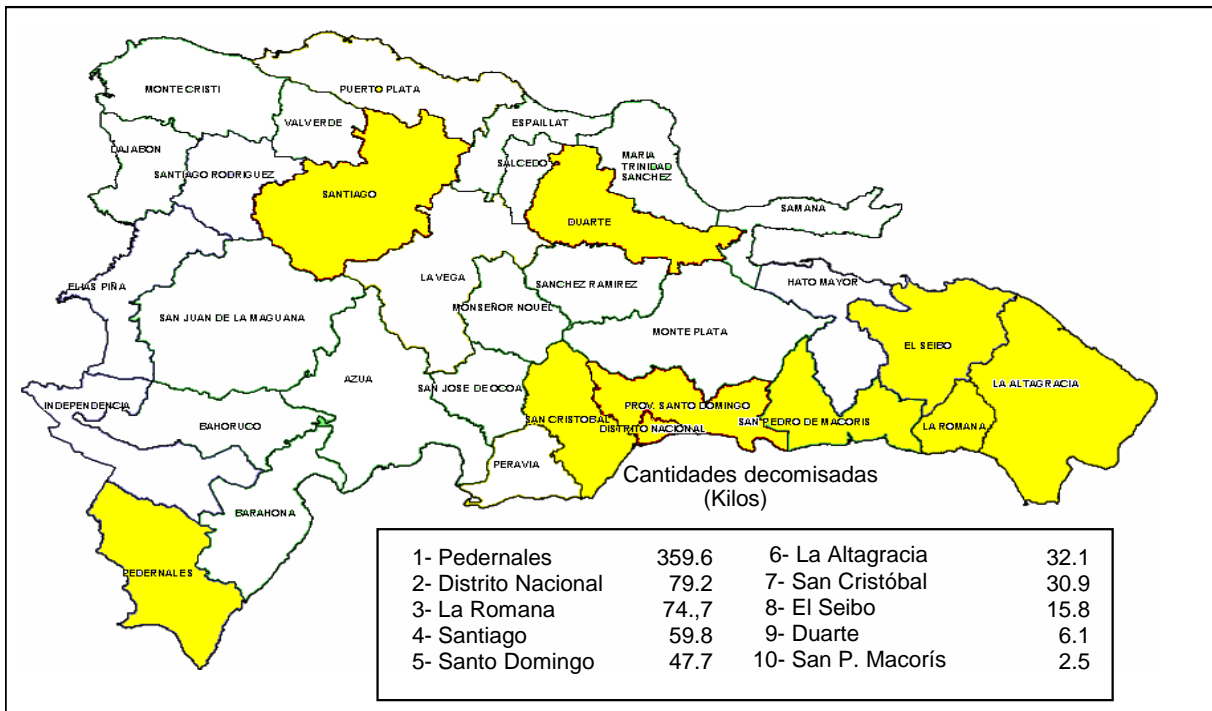 MONTE CRISTI
PUERTO PLATA
VALVERDE
ESPAILLAT
DAJABON
SANTIAGO RODRIGUEZ
SALCEDO
MARIA
TRINIDAD
SANCHEZ
SANTIAGO
DUARTE
SAMANA
ELIAS PIÑA
LA VEGA
SANCHEZ RAMIREZ
HATO MAYOR
MONSEÑOR NOUEL
SAN JUAN DE LA MAGUANA
MONTE PLATA
EL SEIBO
AZUA
SAN JOSE DE OCOA
LA ALTAGRACIA
INDEPENDENCIA
PROV. SANTO DOMINGO
SAN CRISTOBAL
SAN PEDRO DE MACORIS
BAHORUCO
DISTRITO NACIONAL
LA ROMANA
PERAVIA
BARAHONA
PEDERNALES
Cantidades decomisadas
(Kilos)
1- Pedernales 359.6 6- La Altagracia 32.1
2- Distrito Nacional 79.2 7- San Cristóbal 30.9
3- La Romana 74.,7 8- El Seibo 15.8
4- Santiago 59.8 9- Duarte 6.1
5- Santo Domingo 47.7 10- San P. Macorís 2.5